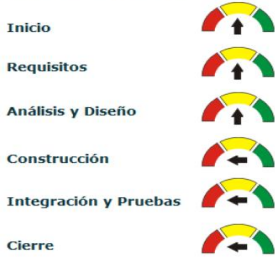 Inicio
Requisitos
Análisis y Diseño
Construcción
Integración y Pruebas
Cierre